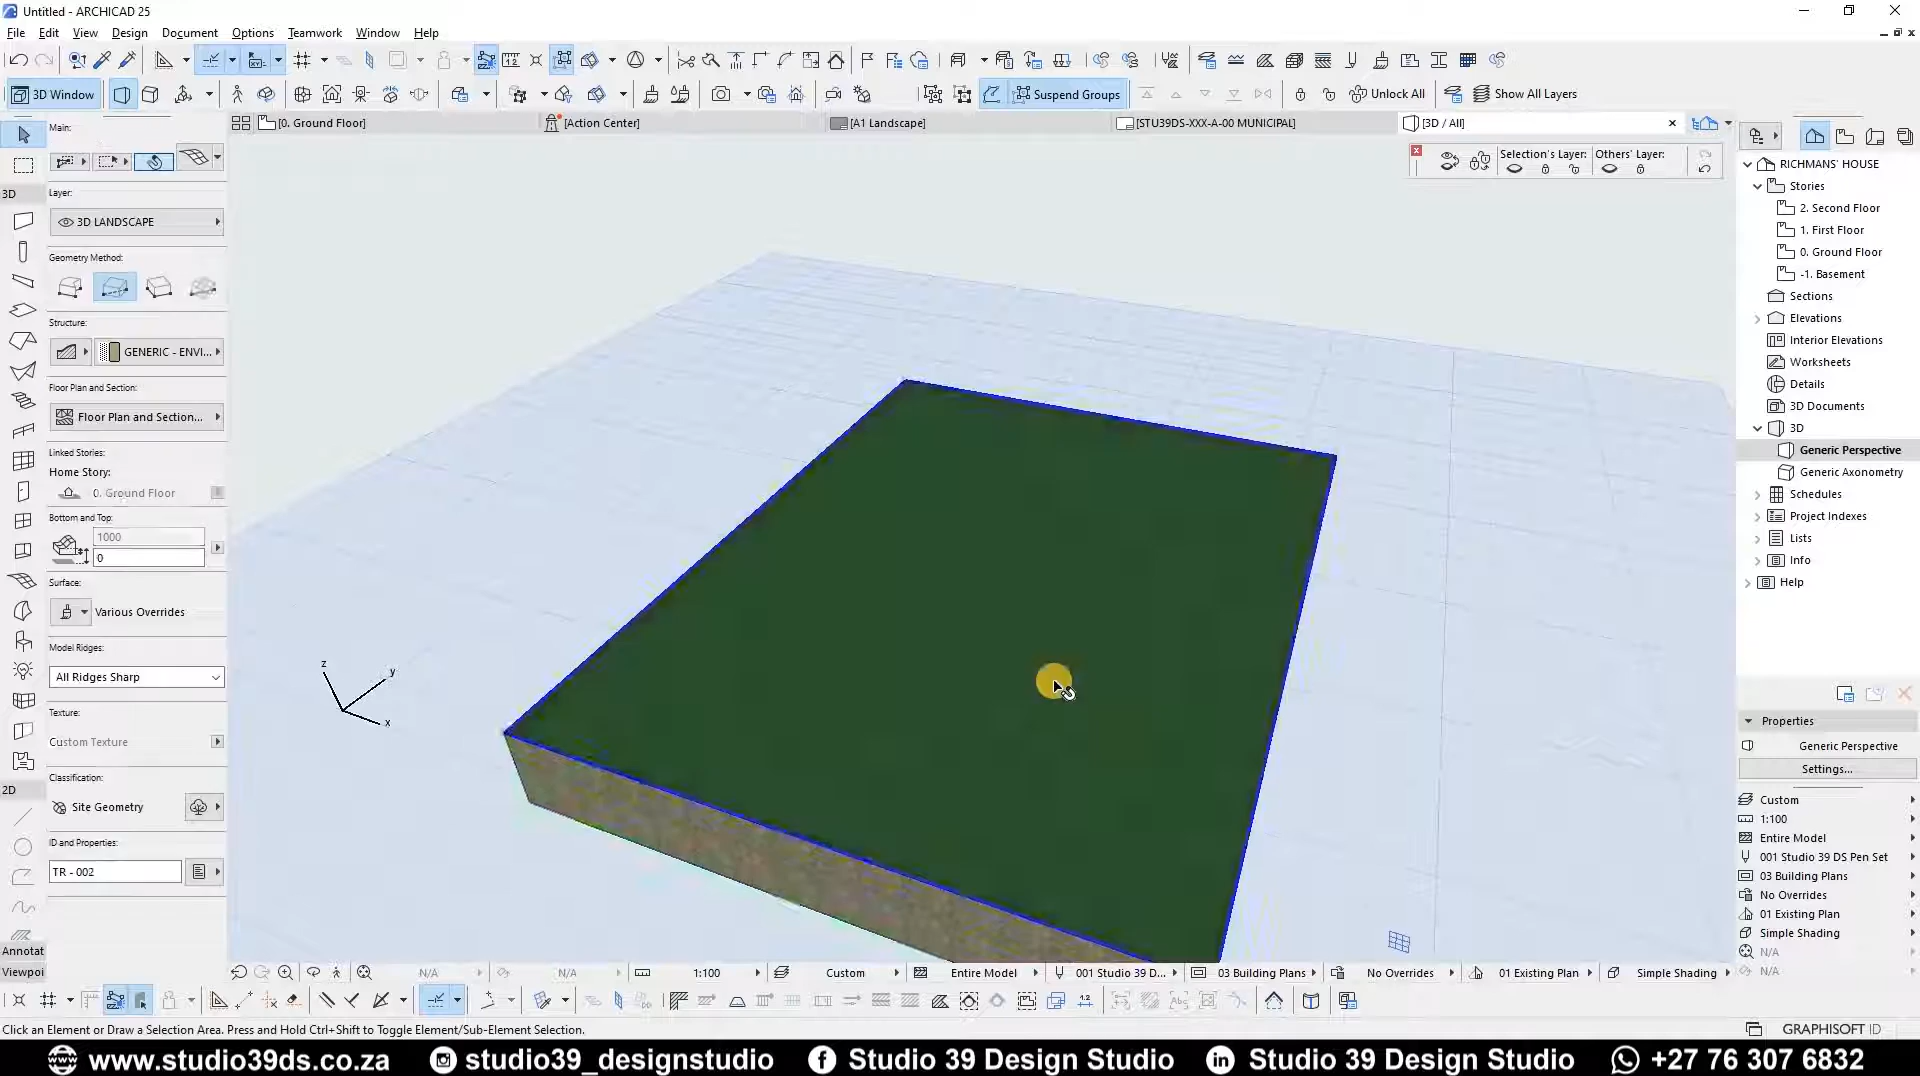 Untitled - ARCHICAD 25
File Edit View Design Document Options Teamwork Window Help
3D Window
Suspend Groups
Unlock All
Show All Layers
[0. Ground Floor]
[Action Center]
[A1 Landscape]
[STU39DS-XXX-A-00 MUNICIPAL]
[3D / All]
Main:
3D
Layer:
3D LANDSCAPE
Geometry Method:
Structure:
GENERIC - ENVI...
Floor Plan and Section:
Floor Plan and Section...
Linked Stories:
Home Story:
0. Ground Floor
Bottom and Top:
1000
0
Surface:
Various Overrides
Model Ridges:
All Ridges Sharp
Texture:
Custom Texture
Classification:
2D
Site Geometry
ID and Properties:
TR - 002
Annotat
Viewpoi
Selection's Layer:
Others' Layer:
z
y
x
RICHMANS' HOUSE
Stories
2. Second Floor
1. First Floor
0. Ground Floor
-1. Basement
Sections
Elevations
Interior Elevations
Worksheets
Details
3D Documents
3D
Generic Perspective
Generic Axonometry
Schedules
Project Indexes
Lists
Info
Help
Properties
Generic Perspective
Settings...
Custom
1:100
Entire Model
001 Studio 39 DS Pen Set
03 Building Plans
No Overrides
01 Existing Plan
Simple Shading
N/A
N/A
N/A
N/A
1:100
Custom
Entire Model
001 Studio 39 D...
03 Building Plans
No Overrides
01 Existing Plan
Simple Shading
Click an Element or Draw a Selection Area. Press and Hold Ctrl+Shift to Toggle Element/Sub-Element Selection.
GRAPHISOFT ID
www.studio39ds.co.za
studio39_designstudio
Studio 39 Design Studio
Studio 39 Design Studio
+27 76 307 6832